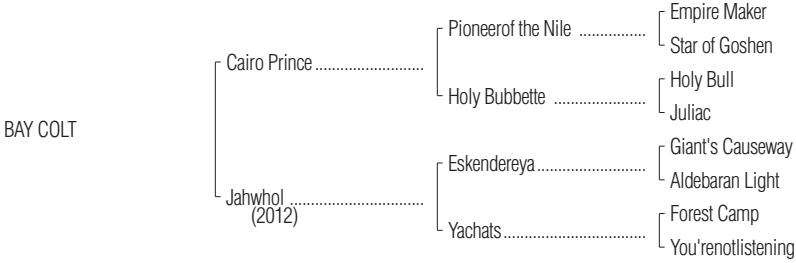 Empire Maker
Pioneerof the Nile ................
Star of Goshen
Cairo Prince ..........................
Holy Bull
Holy Bubbette ......................
Juliac
BAY COLT
Giant's Causeway
Eskendereya ..........................
Aldebaran Light
Jahwhol ................................
(2012)
Forest Camp
Yachats ..................................
You'renotlistening